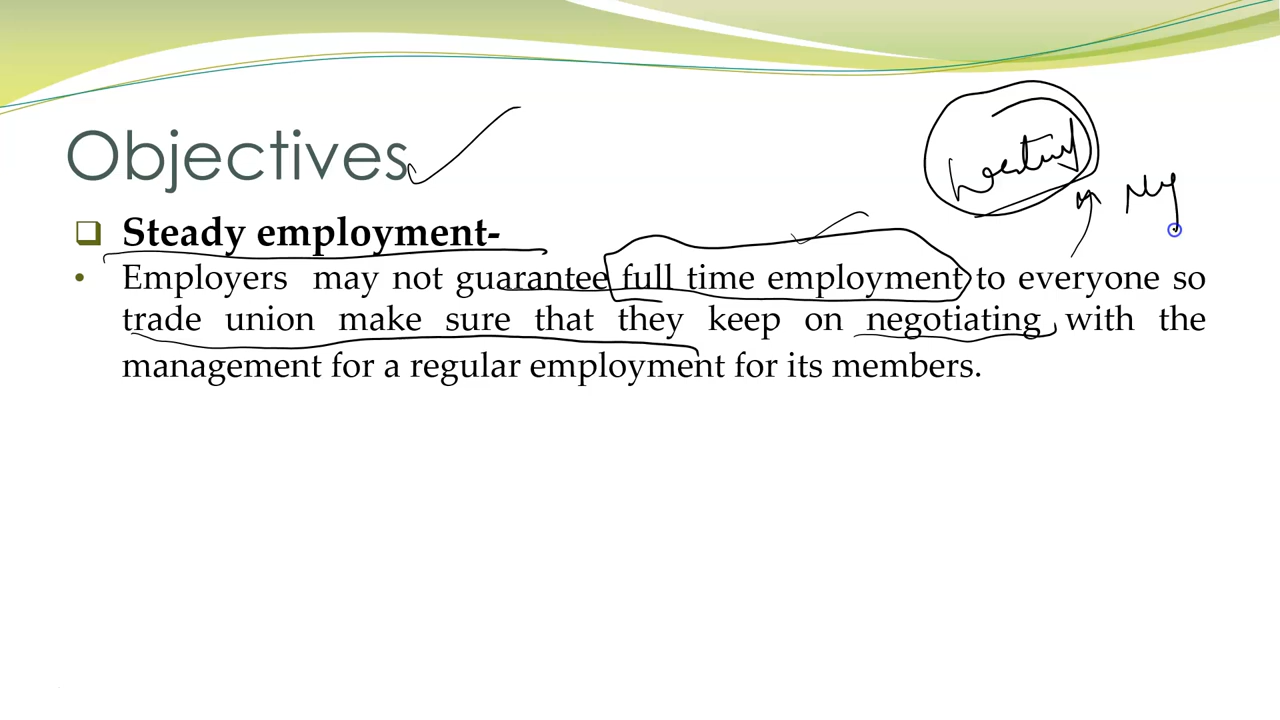 Objectives
Steady employment-
• Employers may not guarantee full time employment to everyone so
trade union make sure that they keep on negotiating with the
management for a regular employment for its members.